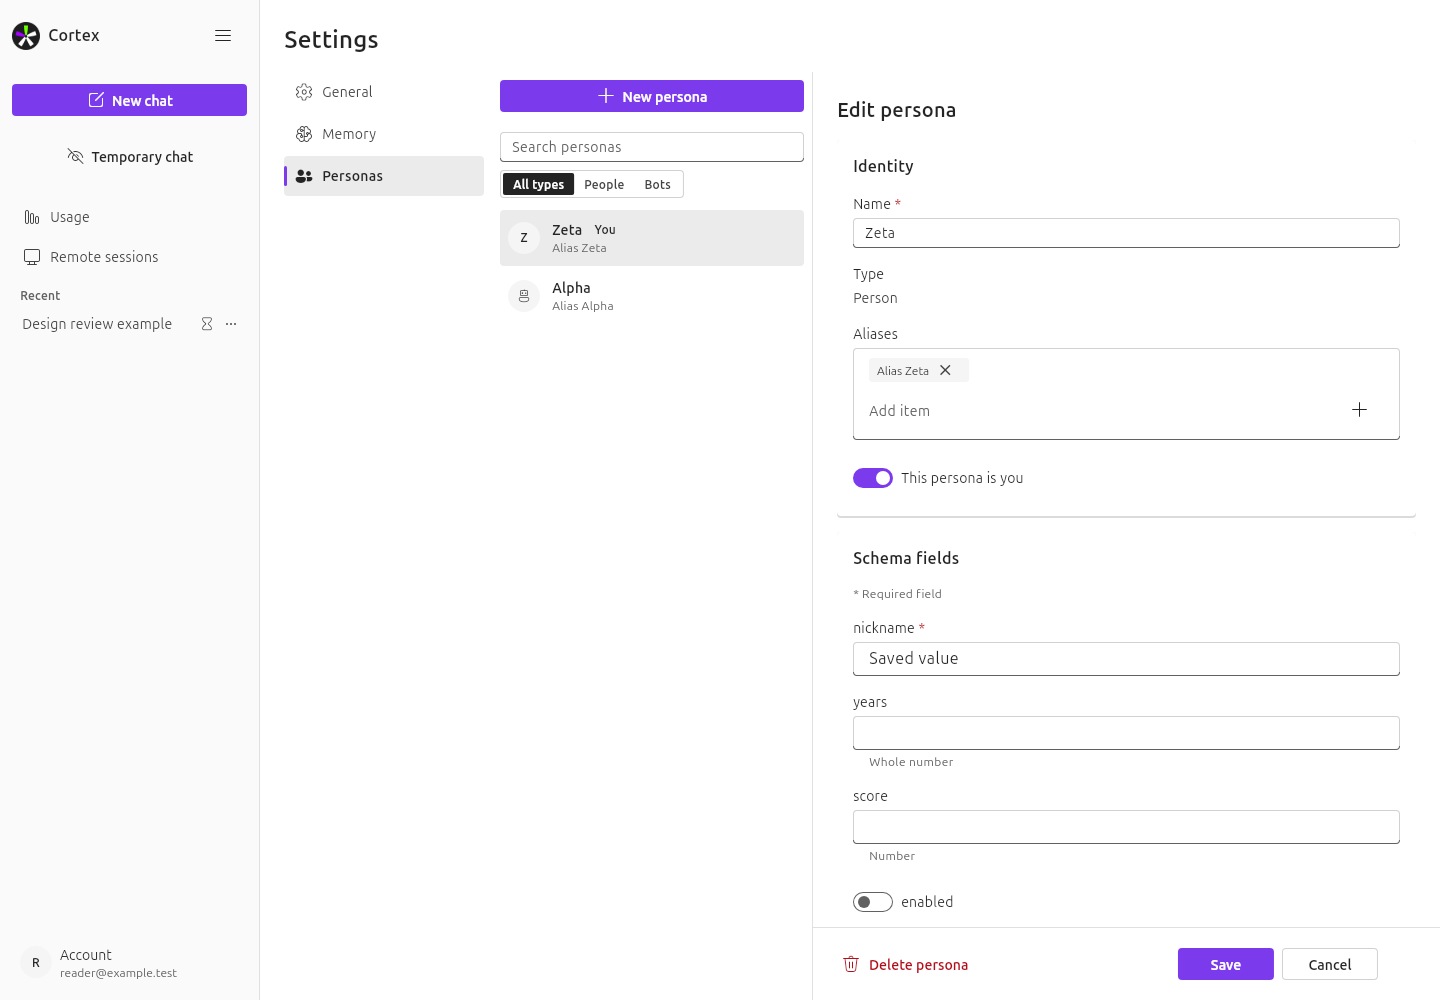 Cortex
New chat
Temporary chat
Usage
Remote sessions
Recent
Design review example
R
Account
reader@example.test
Settings
General
Memory
Personas
New persona
Search personas
All types People Bots
Z
Zeta You
Alias Zeta
Alpha
Alias Alpha
Edit persona
Identity
Name *
Zeta
Type
Person
Aliases
Alias Zeta
Add item
This persona is you
Schema fields
* Required field
nickname *
Saved value
years
Whole number
score
Number
enabled
Delete persona
Save
Cancel